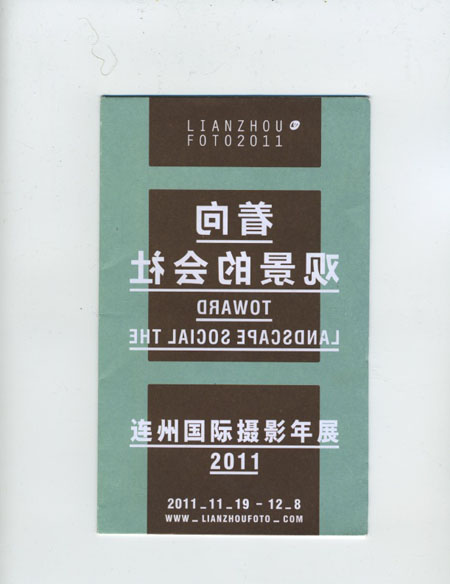 LIANZHOU
FOTO2011
向着
社会的景观
TOWARD
THE SOCIAL LANDSCAPE
连州国际摄影年展
2011
2011_11_19 - 12_8
WWW_LIANZHOUFOTO_COM